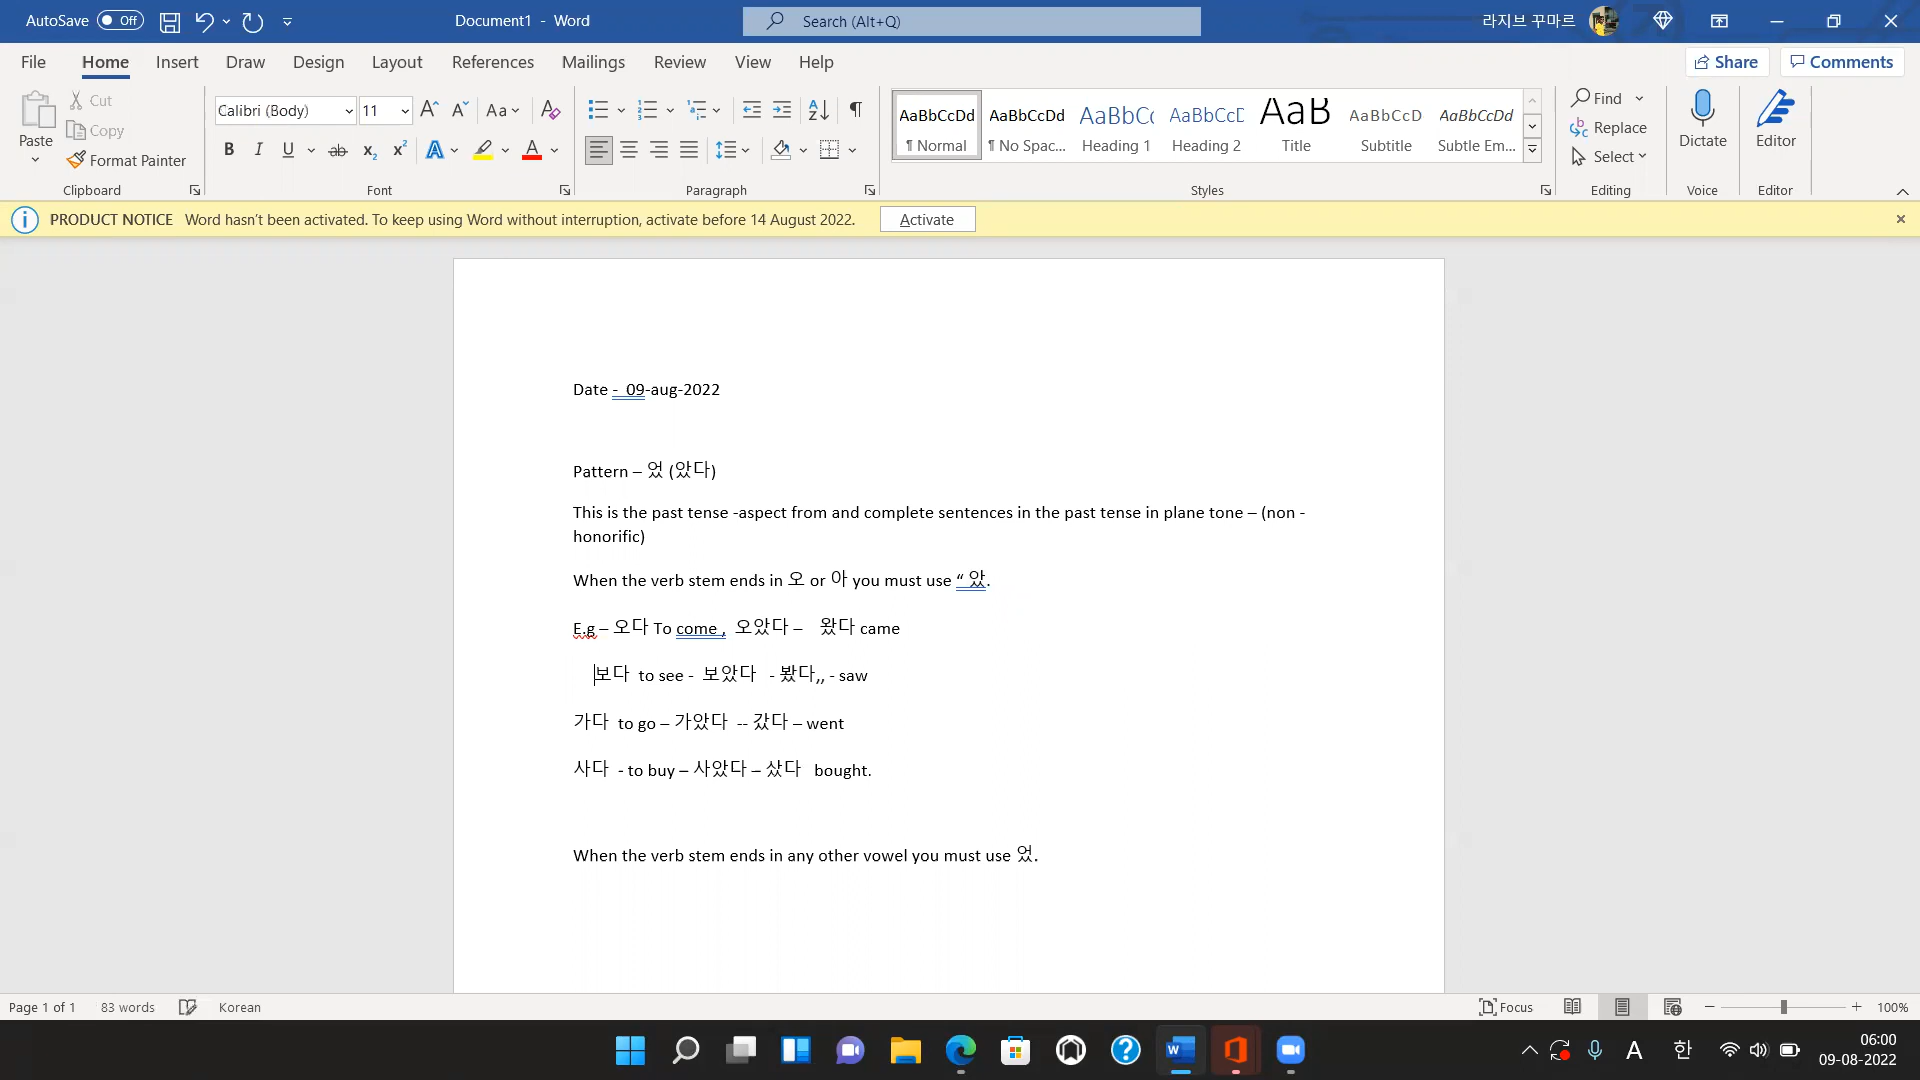 AutoSave Off Document1 - Word Search (Alt+Q) 라지브 꾸마르
File Home Insert Draw Design Layout References Mailings Review View Help Share Comments
Paste Cut Copy Format Painter Clipboard
Calibri (Body) 11 Aa Font
B I U ab x₂ x² A A
Paragraph
AaBbCcDd AaBbCcDd AaBbC AaBbCcD AaB AaBbCcD AaBbCcDd
¶ Normal ¶ No Spac... Heading 1 Heading 2 Title Subtitle Subtle Em...
Styles
Find Replace Select Editing
Dictate Voice
Editor Editor
PRODUCT NOTICE Word hasn't been activated. To keep using Word without interruption, activate before 14 August 2022. Activate
Date - 09-aug-2022
Pattern – 었 (았다)
This is the past tense -aspect from and complete sentences in the past tense in plane tone – (non -
honorific)
When the verb stem ends in 오 or 아 you must use “ 았.
E.g – 오다 To come , 오았다 – 왔다 came
보다 to see - 보았다 - 봤다,, - saw
가다 to go – 가았다 -- 갔다 – went
사다 - to buy – 사았다 – 샀다 bought.
When the verb stem ends in any other vowel you must use 었.
Page 1 of 1 83 words Korean Focus 100%
A 한 06:00
09-08-2022